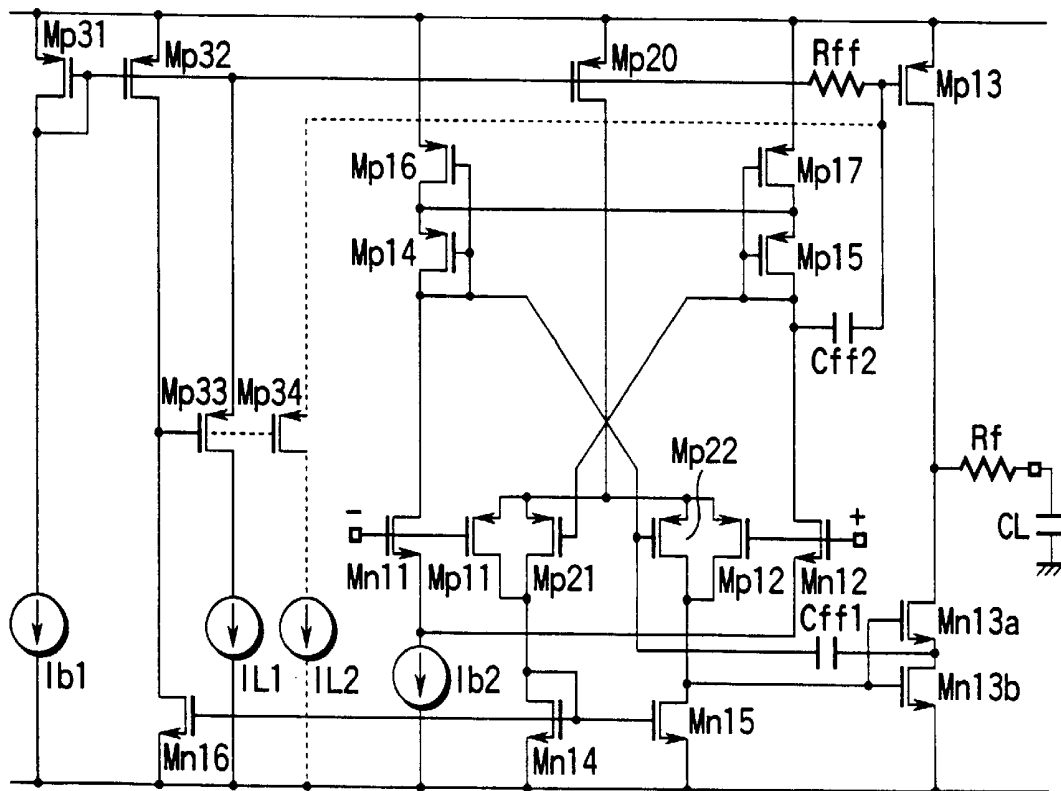 Mp31
Mp32
Mp20
Rff
Mp13
Mp16
Mp17
Mp14
Mp15
Cff2
Mp33
Mp34
Mp22
Rf
−
+
CL
Mn11
Mp11
Mp21
Mp12
Mn12
Cff1
Mn13a
Ib1
IL1
IL2
Ib2
Mn13b
Mn15
Mn16
Mn14